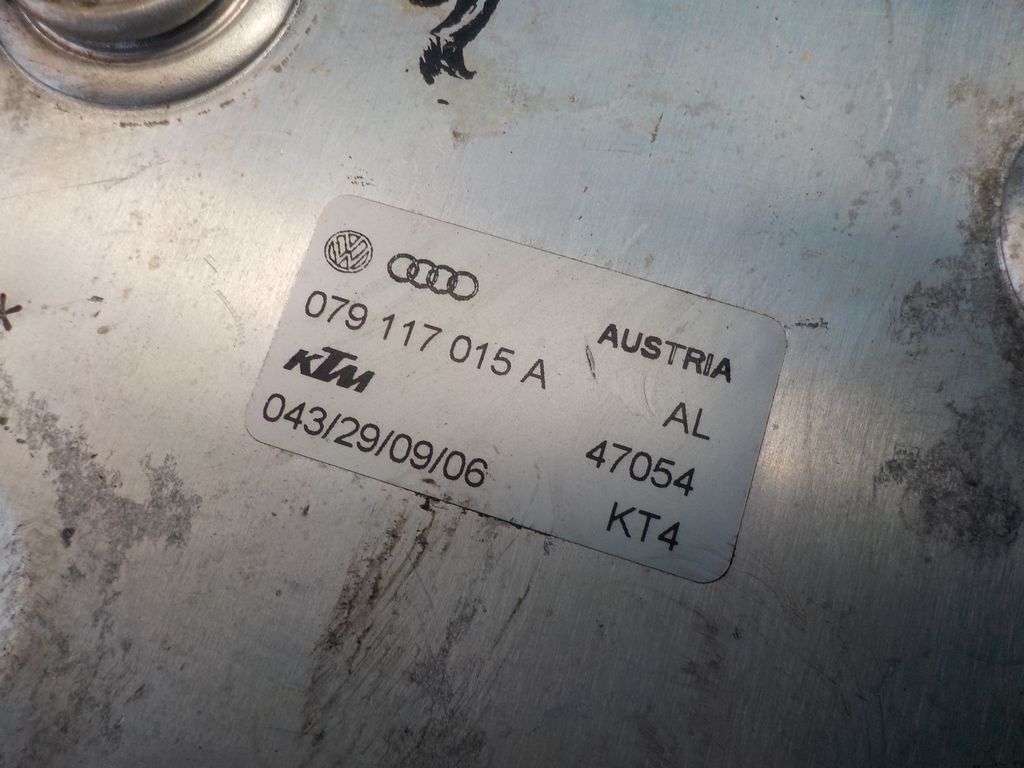 079 117 015 A
AUSTRIA
KTM
AL
043/29/09/06
47054
KT4